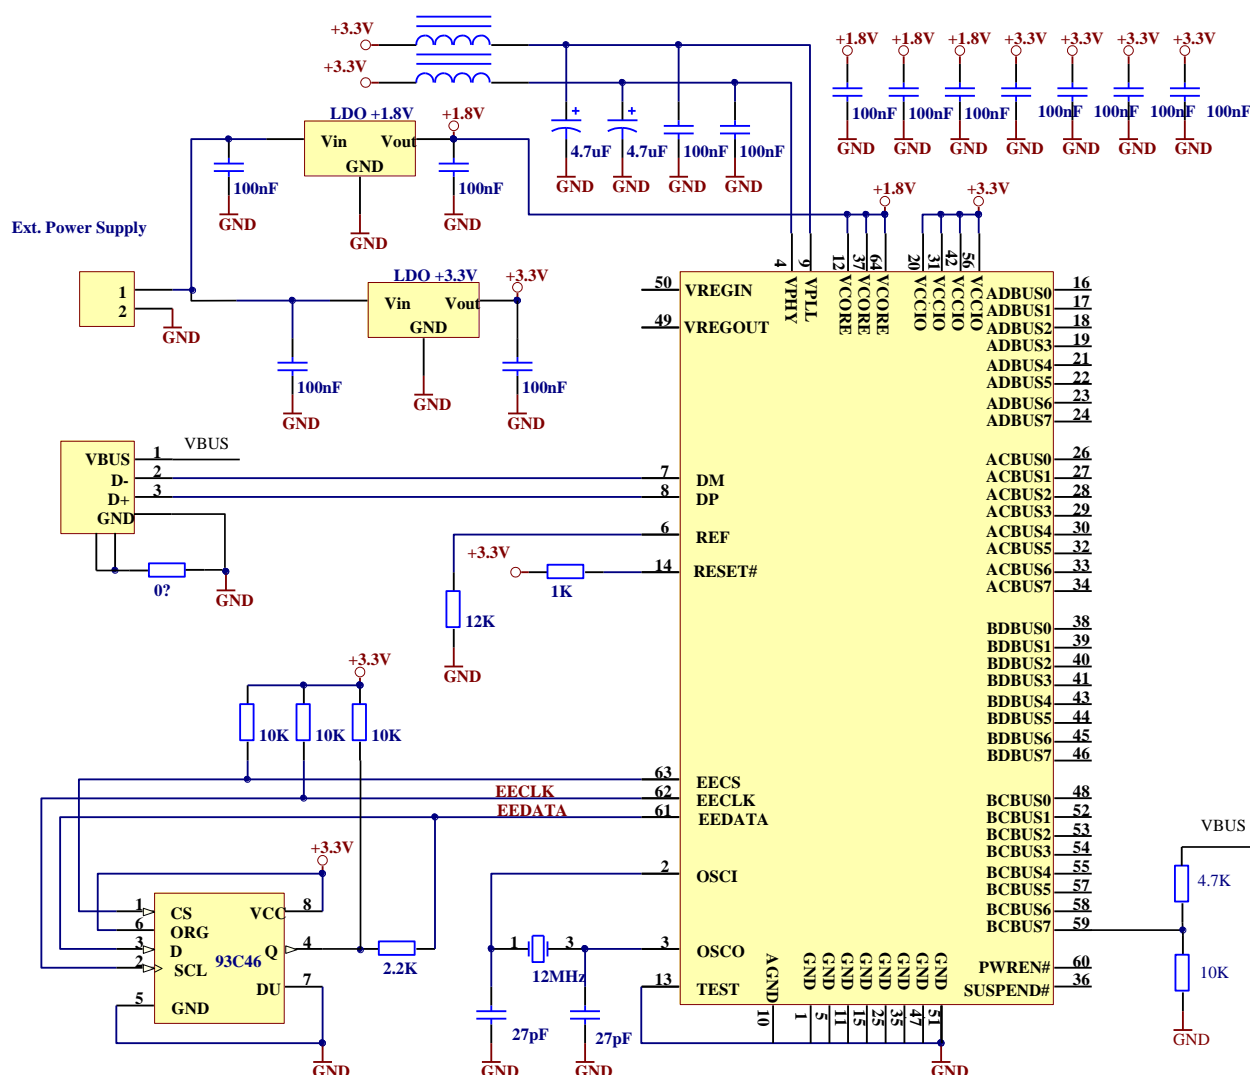 +3.3V
+3.3V
+1.8V +1.8V +1.8V +3.3V +3.3V +3.3V +3.3V
100nF 100nF 100nF 100nF 100nF 100nF 100nF
GND GND GND GND GND GND GND
LDO +1.8V
+1.8V
Vin Vout
GND
4.7uF 4.7uF 100nF 100nF
GND GND GND GND
100nF 100nF
GND GND
GND
Ext. Power Supply
+1.8V +3.3V
1
2
GND
LDO +3.3V
+3.3V
Vin Vout
GND
100nF 100nF
GND GND GND
4 9 12 37 64 20 31 42 56
VPHY VPLL VCORE VCORE VCORE VCCIO VCCIO VCCIO VCCIO
50 VREGIN
49 VREGOUT
ADBUS0 16
ADBUS1 17
ADBUS2 18
ADBUS3 19
ADBUS4 21
ADBUS5 22
ADBUS6 23
ADBUS7 24
VBUS 1 VBUS
D- 2
D+ 3
GND
0?
GND
7 DM
8 DP
6 REF
+3.3V
14 RESET#
1K
12K
GND
ACBUS0 26
ACBUS1 27
ACBUS2 28
ACBUS3 29
ACBUS4 30
ACBUS5 32
ACBUS6 33
ACBUS7 34
BDBUS0 38
BDBUS1 39
BDBUS2 40
BDBUS3 41
BDBUS4 43
BDBUS5 44
BDBUS6 45
BDBUS7 46
+3.3V
10K 10K 10K
63 EECS
EECLK 62 EECLK
EEDATA 61 EEDATA
BCBUS0 48
BCBUS1 52
BCBUS2 53
BCBUS3 54
BCBUS4 55
BCBUS5 57
BCBUS6 58
BCBUS7 59
VBUS
4.7K
10K
GND
+3.3V
1 CS VCC 8
6 ORG
3 D Q 4
2 SCL 93C46
DU 7
5 GND
2.2K
GND
2 OSCI
1 3
12MHz
3 OSCO
13 TEST
27pF 27pF
GND GND
PWREN# 60
SUSPEND# 36
AGND GND GND GND GND GND GND GND GND
10 1 5 11 15 25 35 47 51
GND